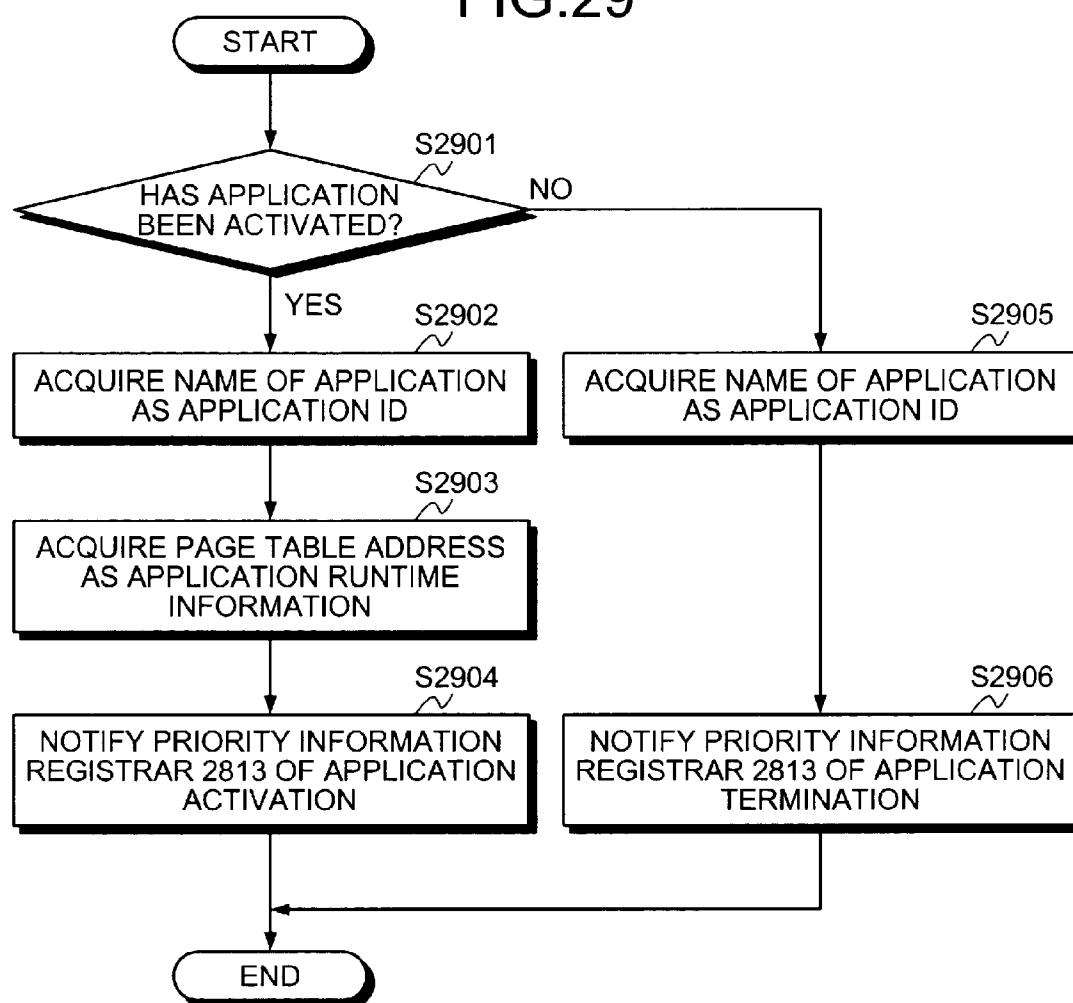 FIG.29
START
S2901
HAS APPLICATION
BEEN ACTIVATED?
NO
YES
S2902
ACQUIRE NAME OF APPLICATION
AS APPLICATION ID
S2905
ACQUIRE NAME OF APPLICATION
AS APPLICATION ID
S2903
ACQUIRE PAGE TABLE ADDRESS
AS APPLICATION RUNTIME
INFORMATION
S2904
NOTIFY PRIORITY INFORMATION
REGISTRAR 2813 OF APPLICATION
ACTIVATION
S2906
NOTIFY PRIORITY INFORMATION
REGISTRAR 2813 OF APPLICATION
TERMINATION
END